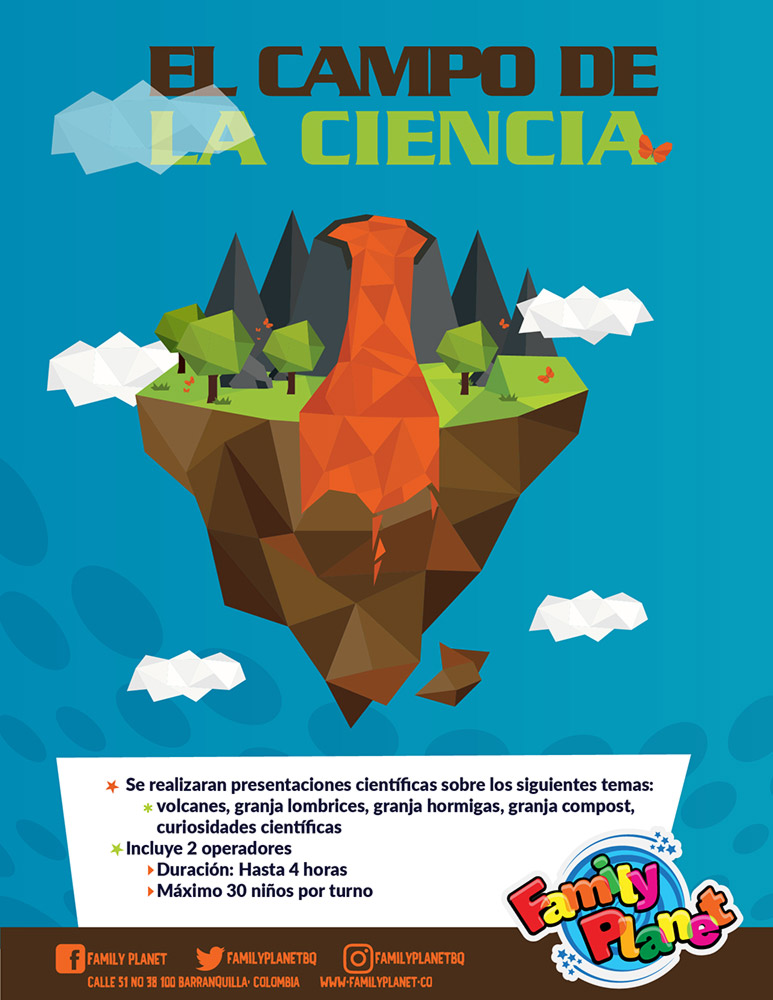 EL CAMPO DE
LA CIENCIA
Se realizaran presentaciones científicas sobre los siguientes temas:
volcanes, granja lombrices, granja hormigas, granja compost,
curiosidades científicas
Incluye 2 operadores
Duración: Hasta 4 horas
Máximo 30 niños por turno
Family
Planet
FAMILY PLANET FAMILYPLANETBQ FAMILYPLANETBQ
CALLE 51 NO 38 100 BARRANQUILLA, COLOMBIA WWW.FAMILYPLANET.CO